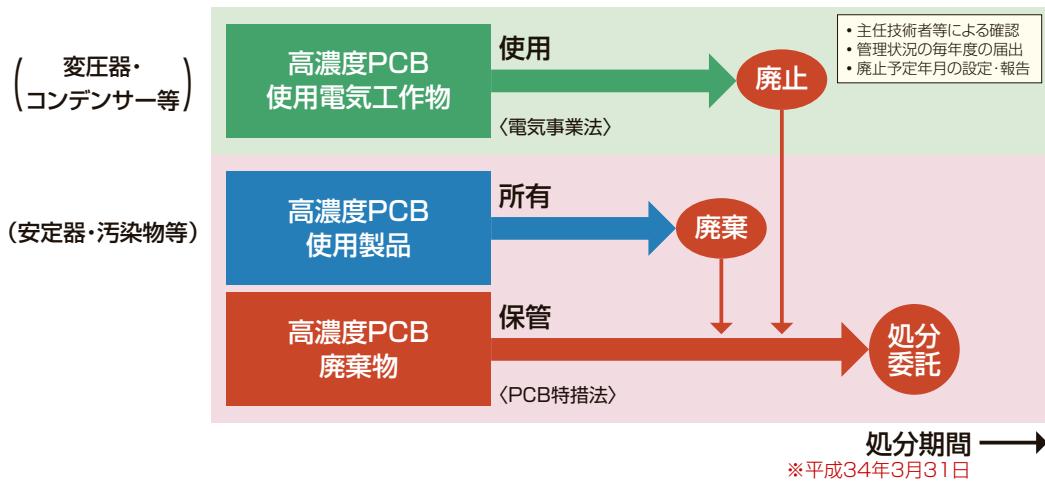 変圧器・
コンデンサー等
高濃度PCB
使用電気工作物
使用
〈電気事業法〉
廃止
• 主任技術者等による確認
• 管理状況の毎年度の届出
• 廃止予定年月の設定・報告
（安定器・汚染物等）
高濃度PCB
使用製品
所有
廃棄
高濃度PCB
廃棄物
保管
〈PCB特措法〉
処分
委託
処分期間
※平成34年3月31日